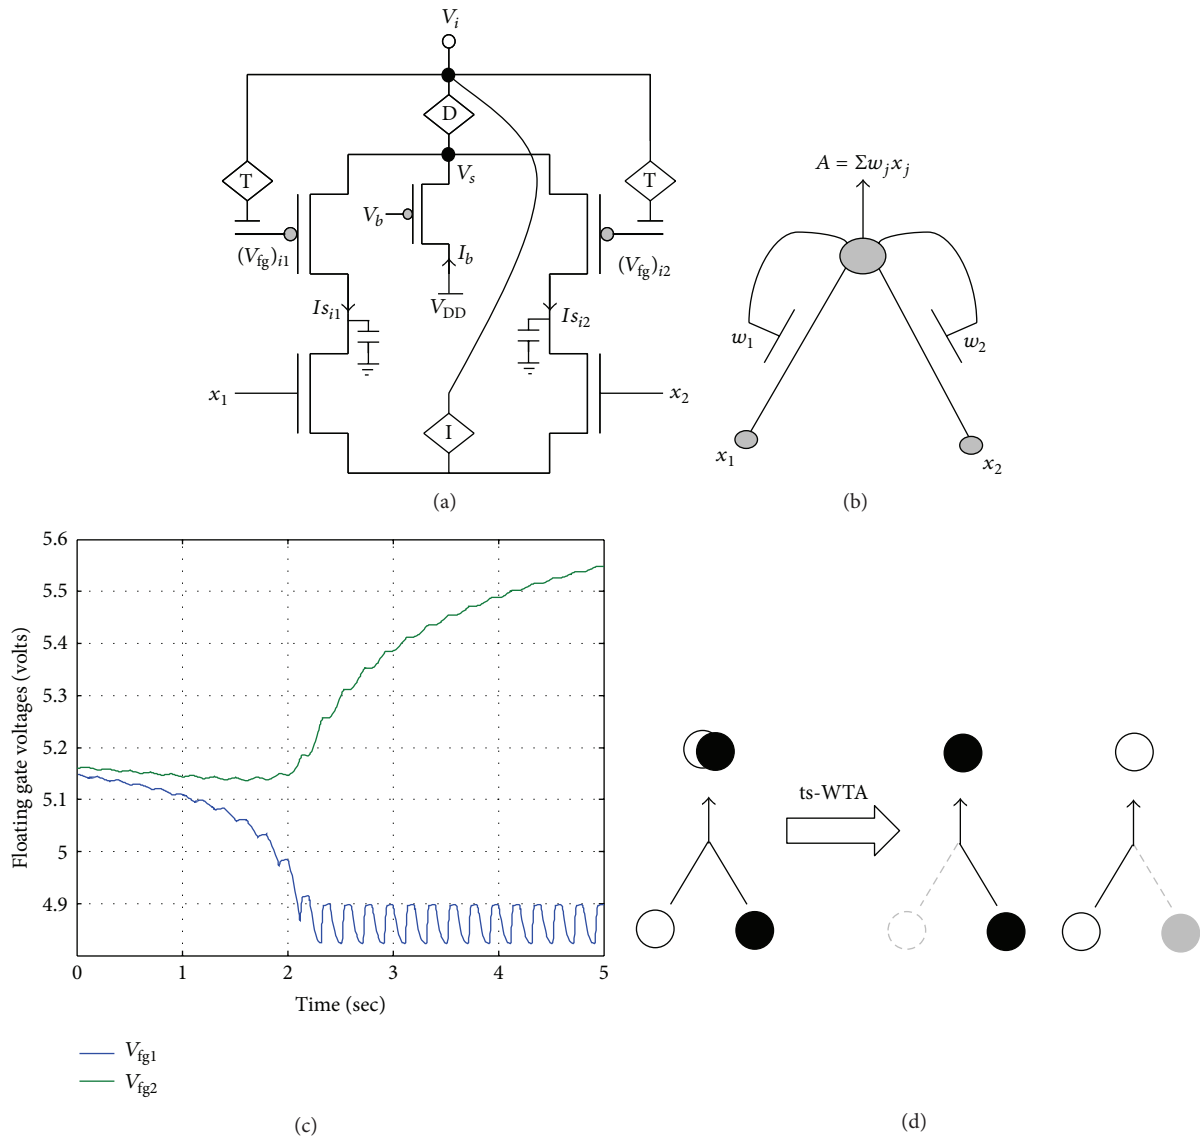 V_i
D
T
T
V_s
V_b
(V_fg)_i1
I_b
(V_fg)_i2
V_DD
Is_i1
Is_i2
x_1
x_2
I
(a)
A = Σw_jx_j
w_1
w_2
x_1
x_2
(b)
5.6
5.5
5.4
5.3
5.2
5.1
5
4.9
Floating gate voltages (volts)
0
1
2
3
4
5
Time (sec)
V_fg1
V_fg2
(c)
ts-WTA
(d)